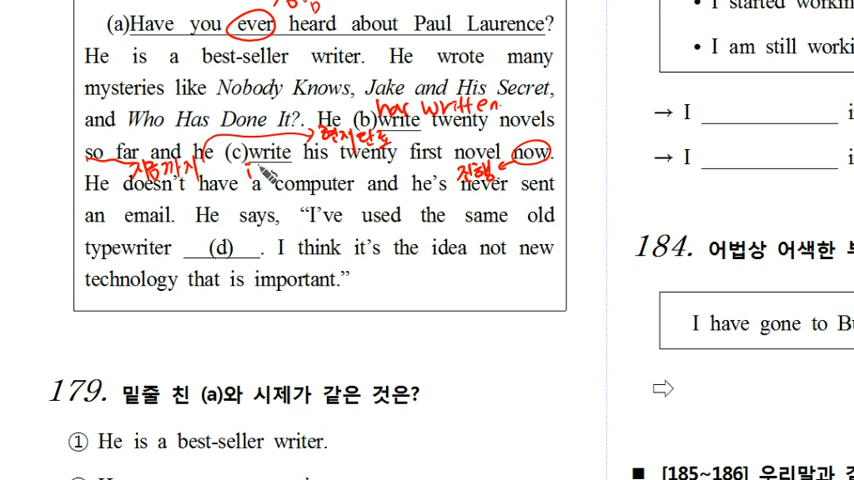 (a)Have you ever heard about Paul Laurence?
He is a best-seller writer. He wrote many
mysteries like Nobody Knows, Jake and His Secret,
has written
and Who Has Done It?. He (b)write twenty novels
현재완료
so far and he (c)write his twenty first novel now.
지금까지
진행
He doesn't have a computer and he's never sent
an email. He says, "I've used the same old
typewriter (d) . I think it's the idea not new
technology that is important."
179. 밑줄 친 (a)와 시제가 같은 것은?
① He is a best-seller writer.
• I started workin
• I am still worki
→ I i
→ I i
184. 어법상 어색한
I have gone to Bu
⇨
■ [185~186] 우리말과